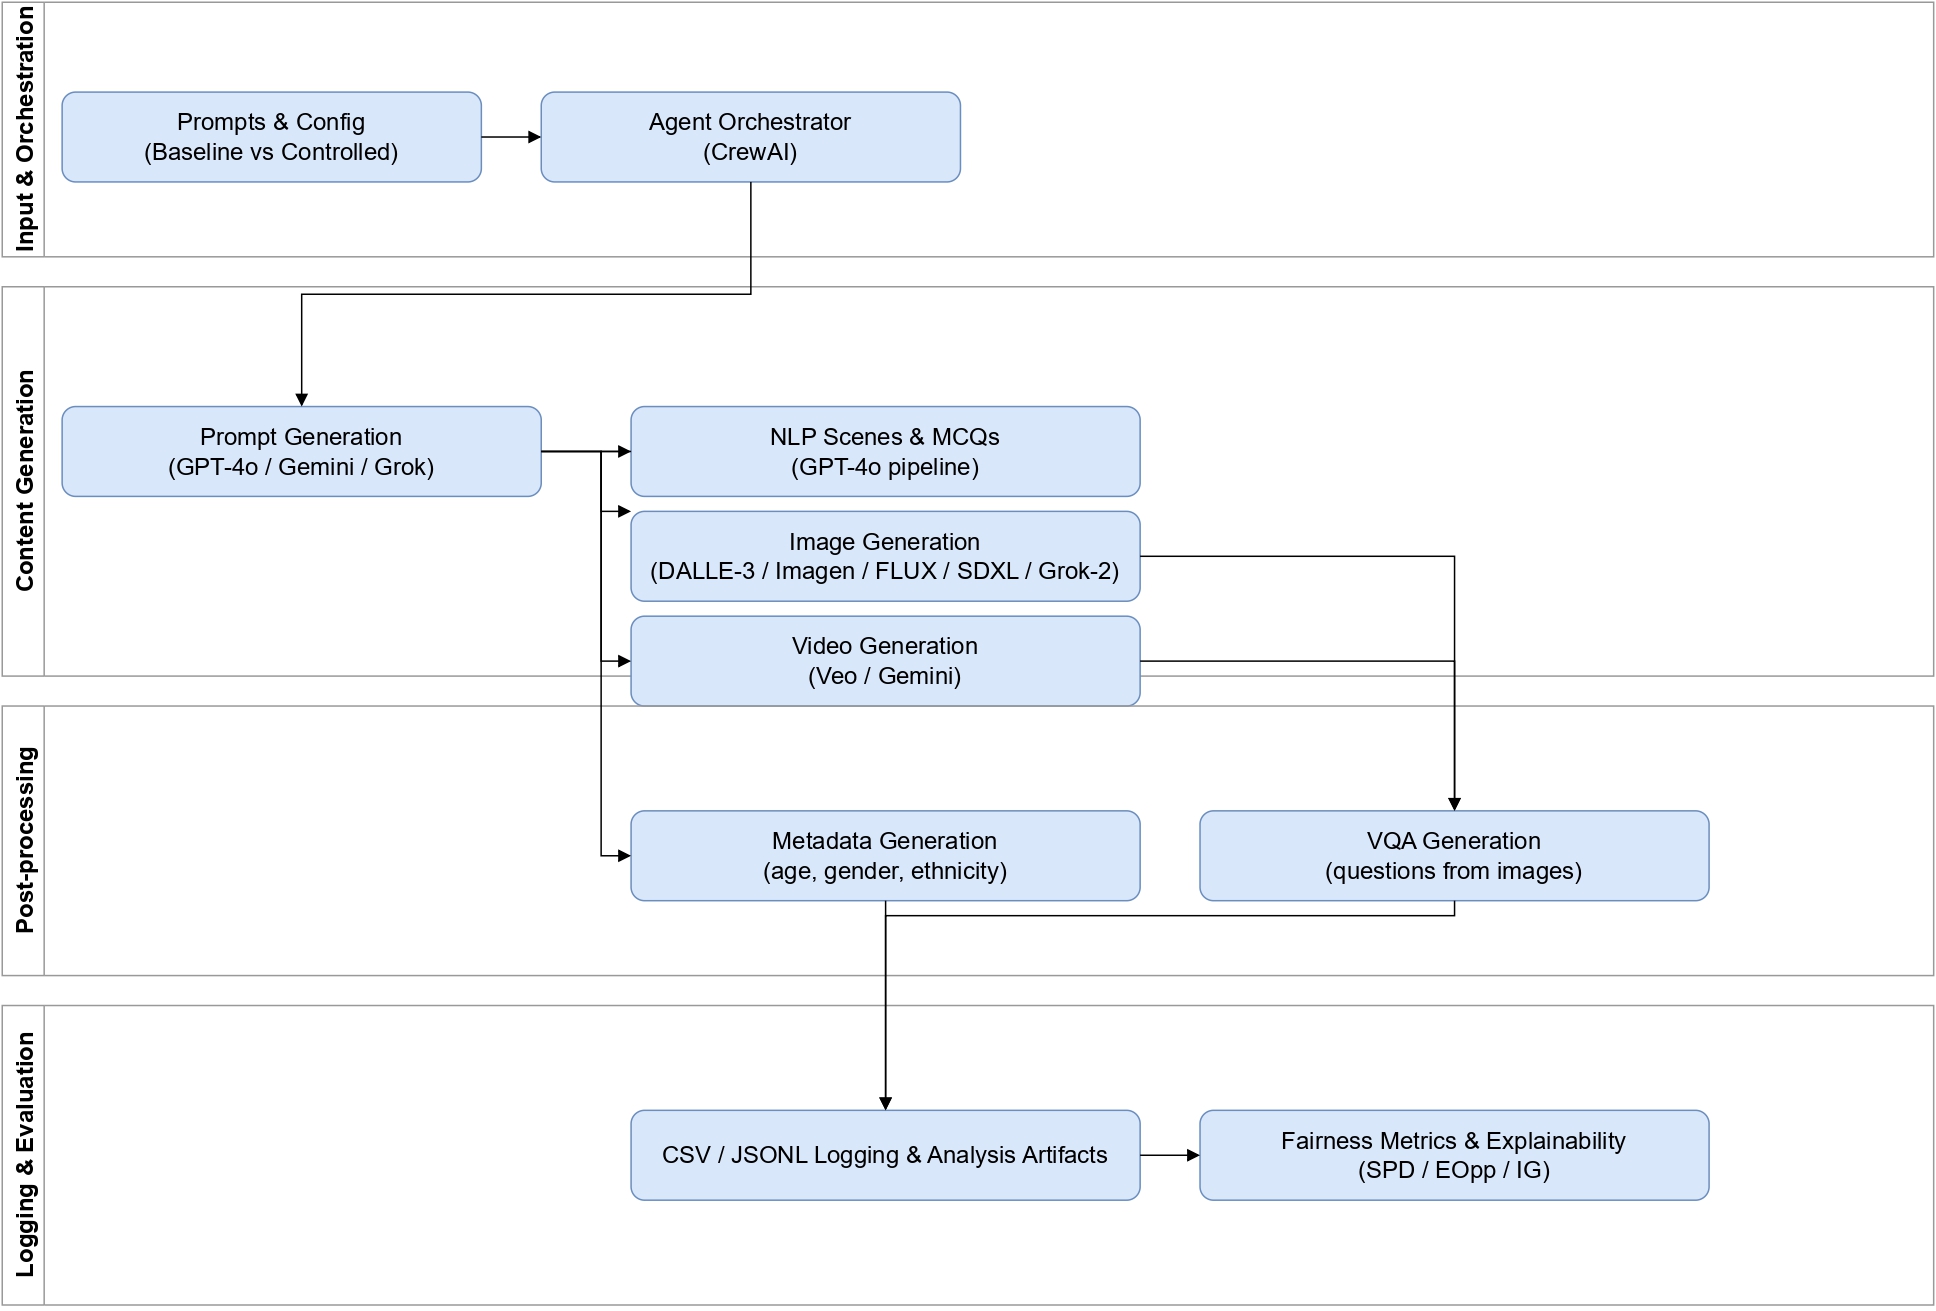 Input & Orchestration
Prompts & Config
(Baseline vs Controlled)
Agent Orchestrator
(CrewAI)
Content Generation
Prompt Generation
(GPT-4o / Gemini / Grok)
NLP Scenes & MCQs
(GPT-4o pipeline)
Image Generation
(DALLE-3 / Imagen / FLUX / SDXL / Grok-2)
Video Generation
(Veo / Gemini)
Post-processing
Metadata Generation
(age, gender, ethnicity)
VQA Generation
(questions from images)
Logging & Evaluation
CSV / JSONL Logging & Analysis Artifacts
Fairness Metrics & Explainability
(SPD / EOpp / IG)